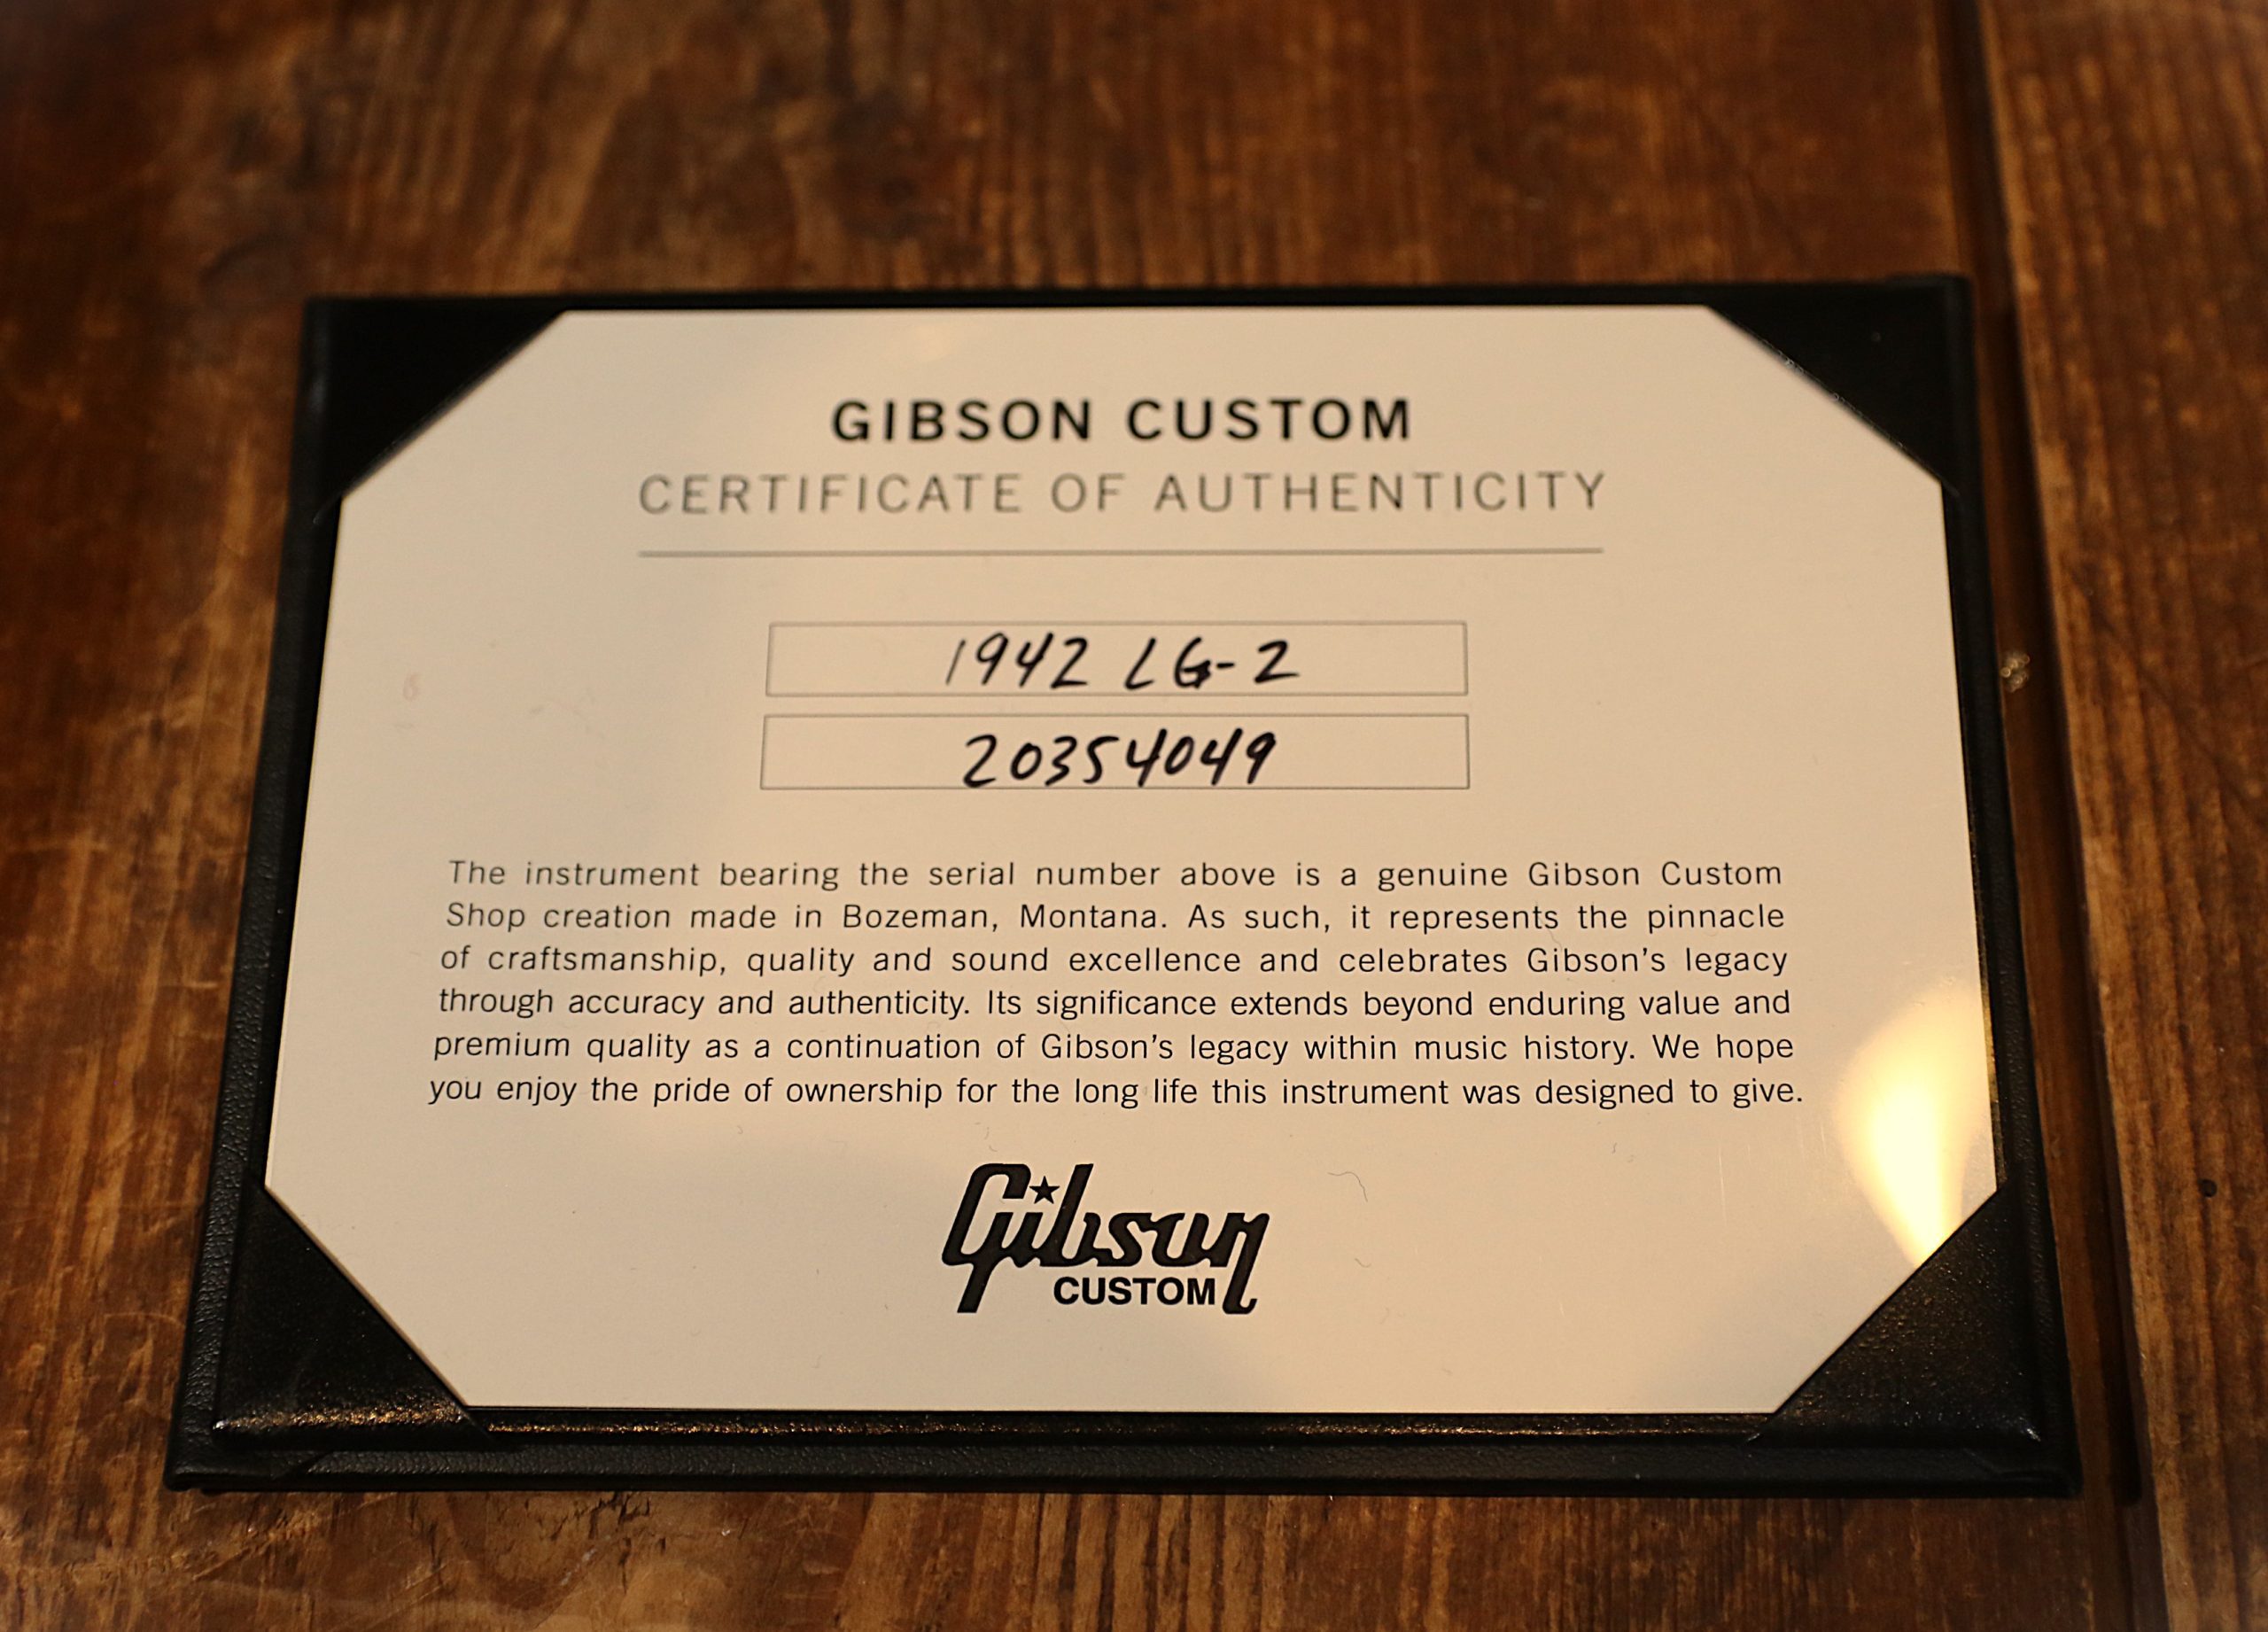 GIBSON CUSTOM
CERTIFICATE OF AUTHENTICITY
1942 LG-2
20354049
The instrument bearing the serial number above is a genuine Gibson Custom
Shop creation made in Bozeman, Montana. As such, it represents the pinnacle
of craftsmanship, quality and sound excellence and celebrates Gibson's legacy
through accuracy and authenticity. Its significance extends beyond enduring value and
premium quality as a continuation of Gibson's legacy within music history. We hope
you enjoy the pride of ownership for the long life this instrument was designed to give.
Gibson
CUSTOM